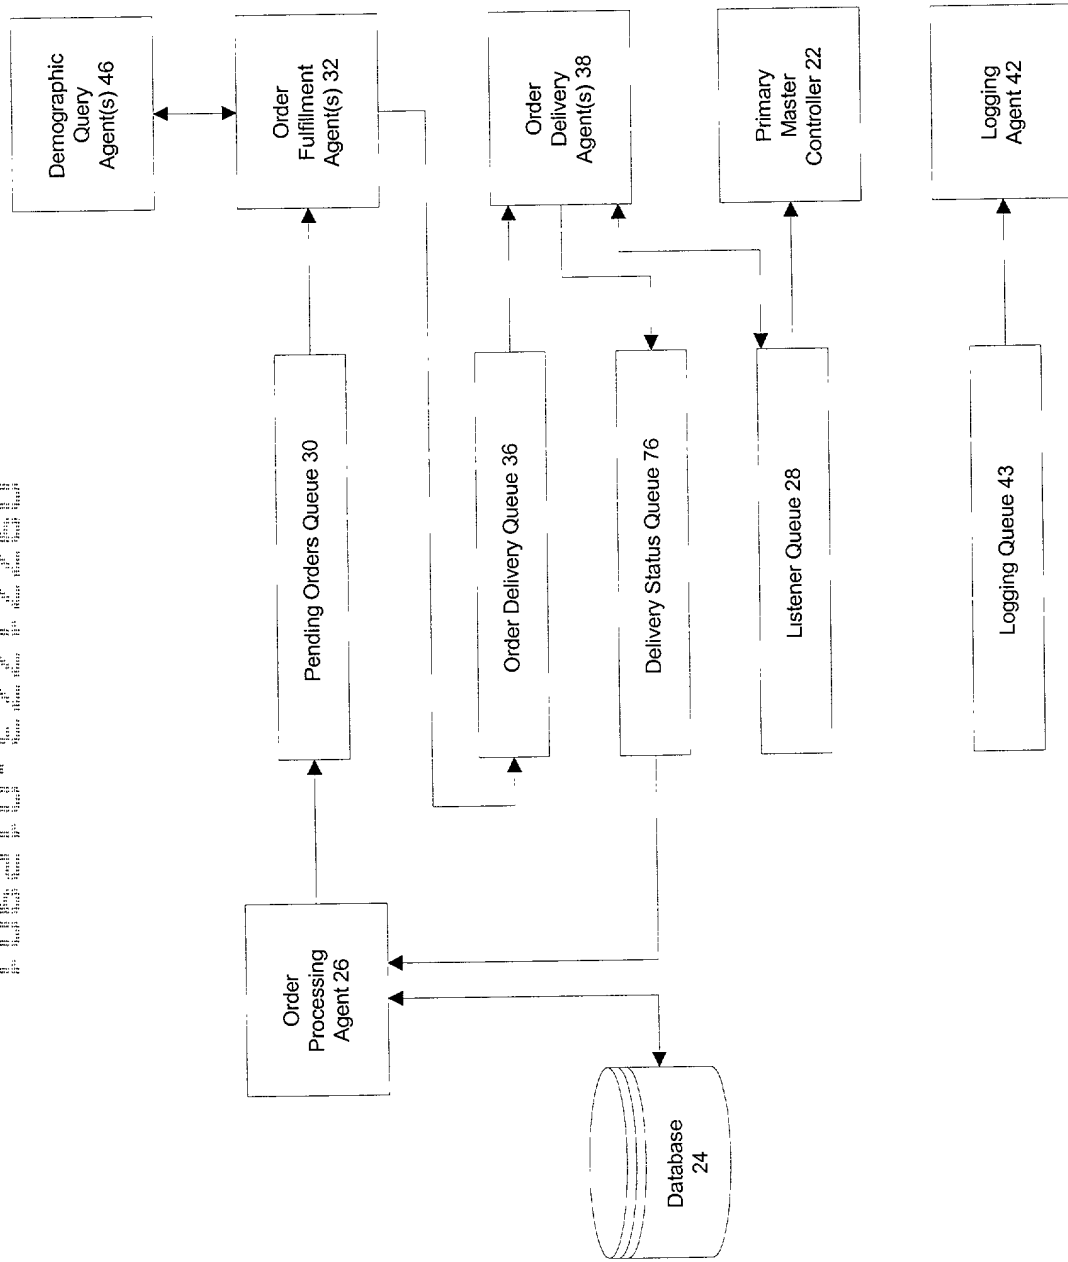 Demographic
Query
Agent(s) 46
Order
Fulfillment
Agent(s) 32
Order
Delivery
Agent(s) 38
Primary
Master
Controller 22
Logging
Agent 42
Pending Orders Queue 30
Order Delivery Queue 36
Delivery Status Queue 76
Listener Queue 28
Logging Queue 43
Order
Processing
Agent 26
Database
24